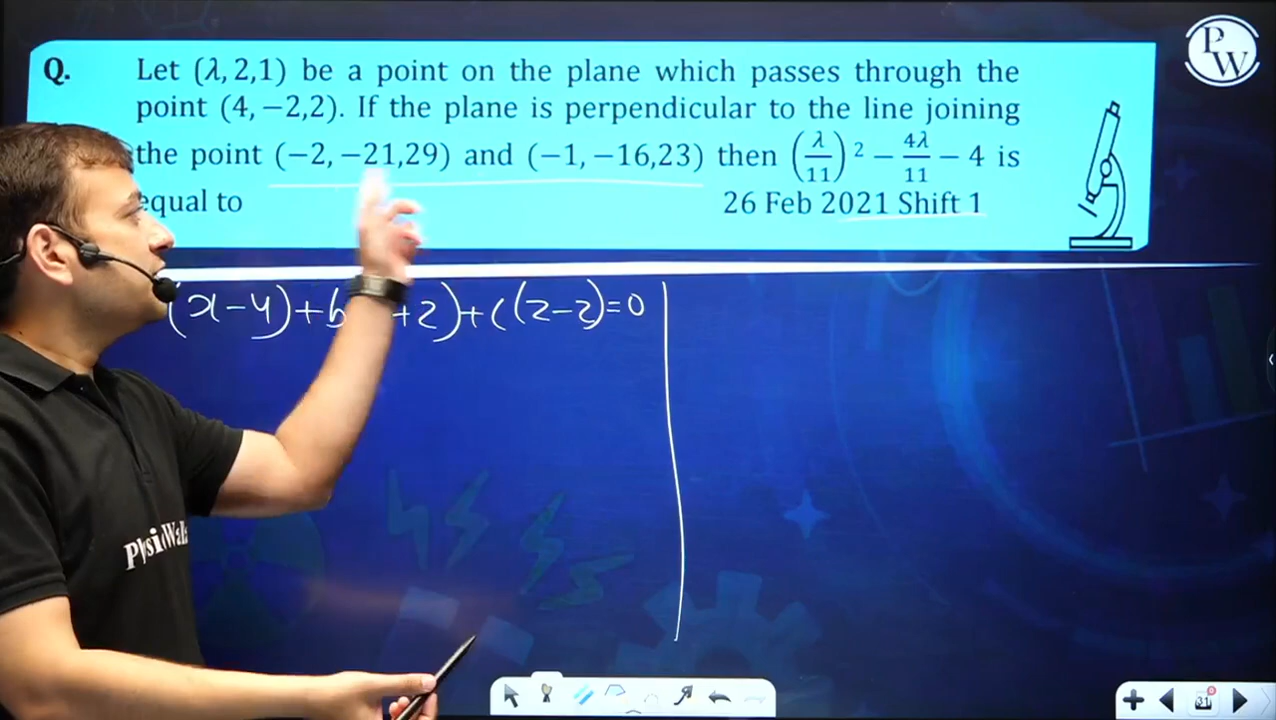 PW
Q. Let (λ, 2,1) be a point on the plane which passes through the
point (4, −2,2). If the plane is perpendicular to the line joining
the point (−2, −21,29) and (−1, −16,23) then (λ/11)² − 4λ/11 − 4 is
equal to 26 Feb 2021 Shift 1
(x-4)+b +2)+c(z-2)=0
31